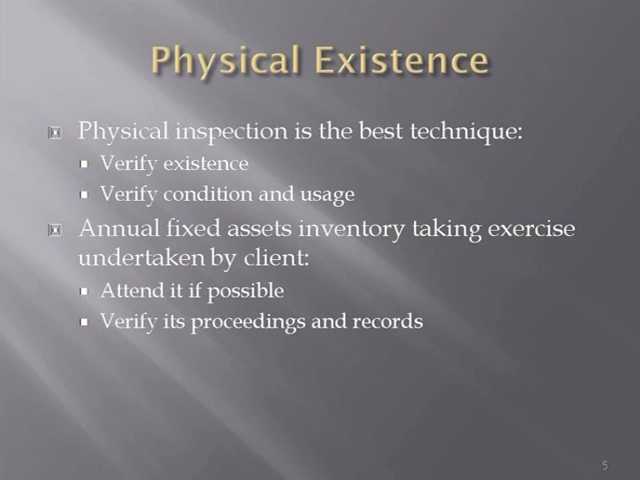 Physical Existence
Physical inspection is the best technique:
Verify existence
Verify condition and usage
Annual fixed assets inventory taking exercise
undertaken by client:
Attend it if possible
Verify its proceedings and records
5